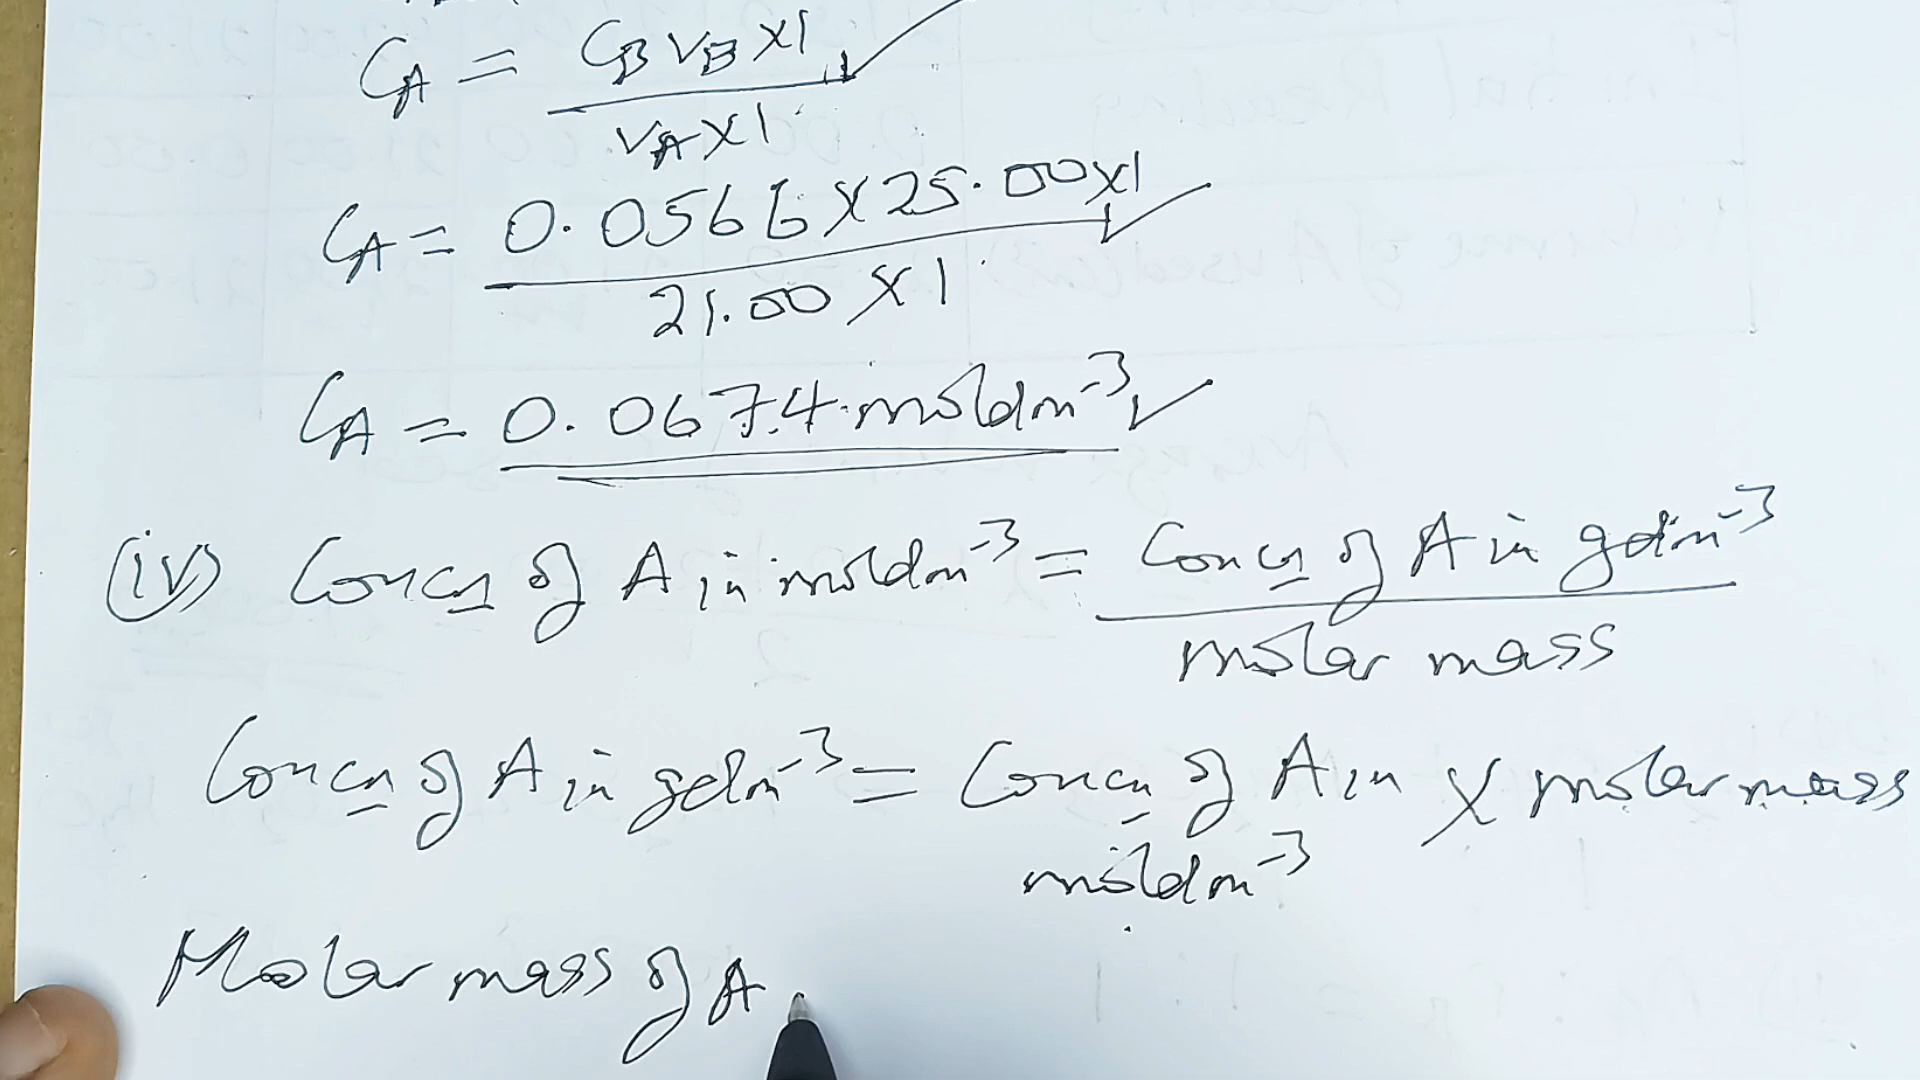 CA = CB VB X1
VA X1
CA = 0.0566 X 25.00 X1
21.00 X 1
CA = 0.0674 moldm⁻³ ✓
(iv) Concn of A in moldm⁻³ = Concn of A in gdm⁻³
molar mass
Concn of A in gdm⁻³ = Concn of A in X molar mass
moldm⁻³
Molar mass of A